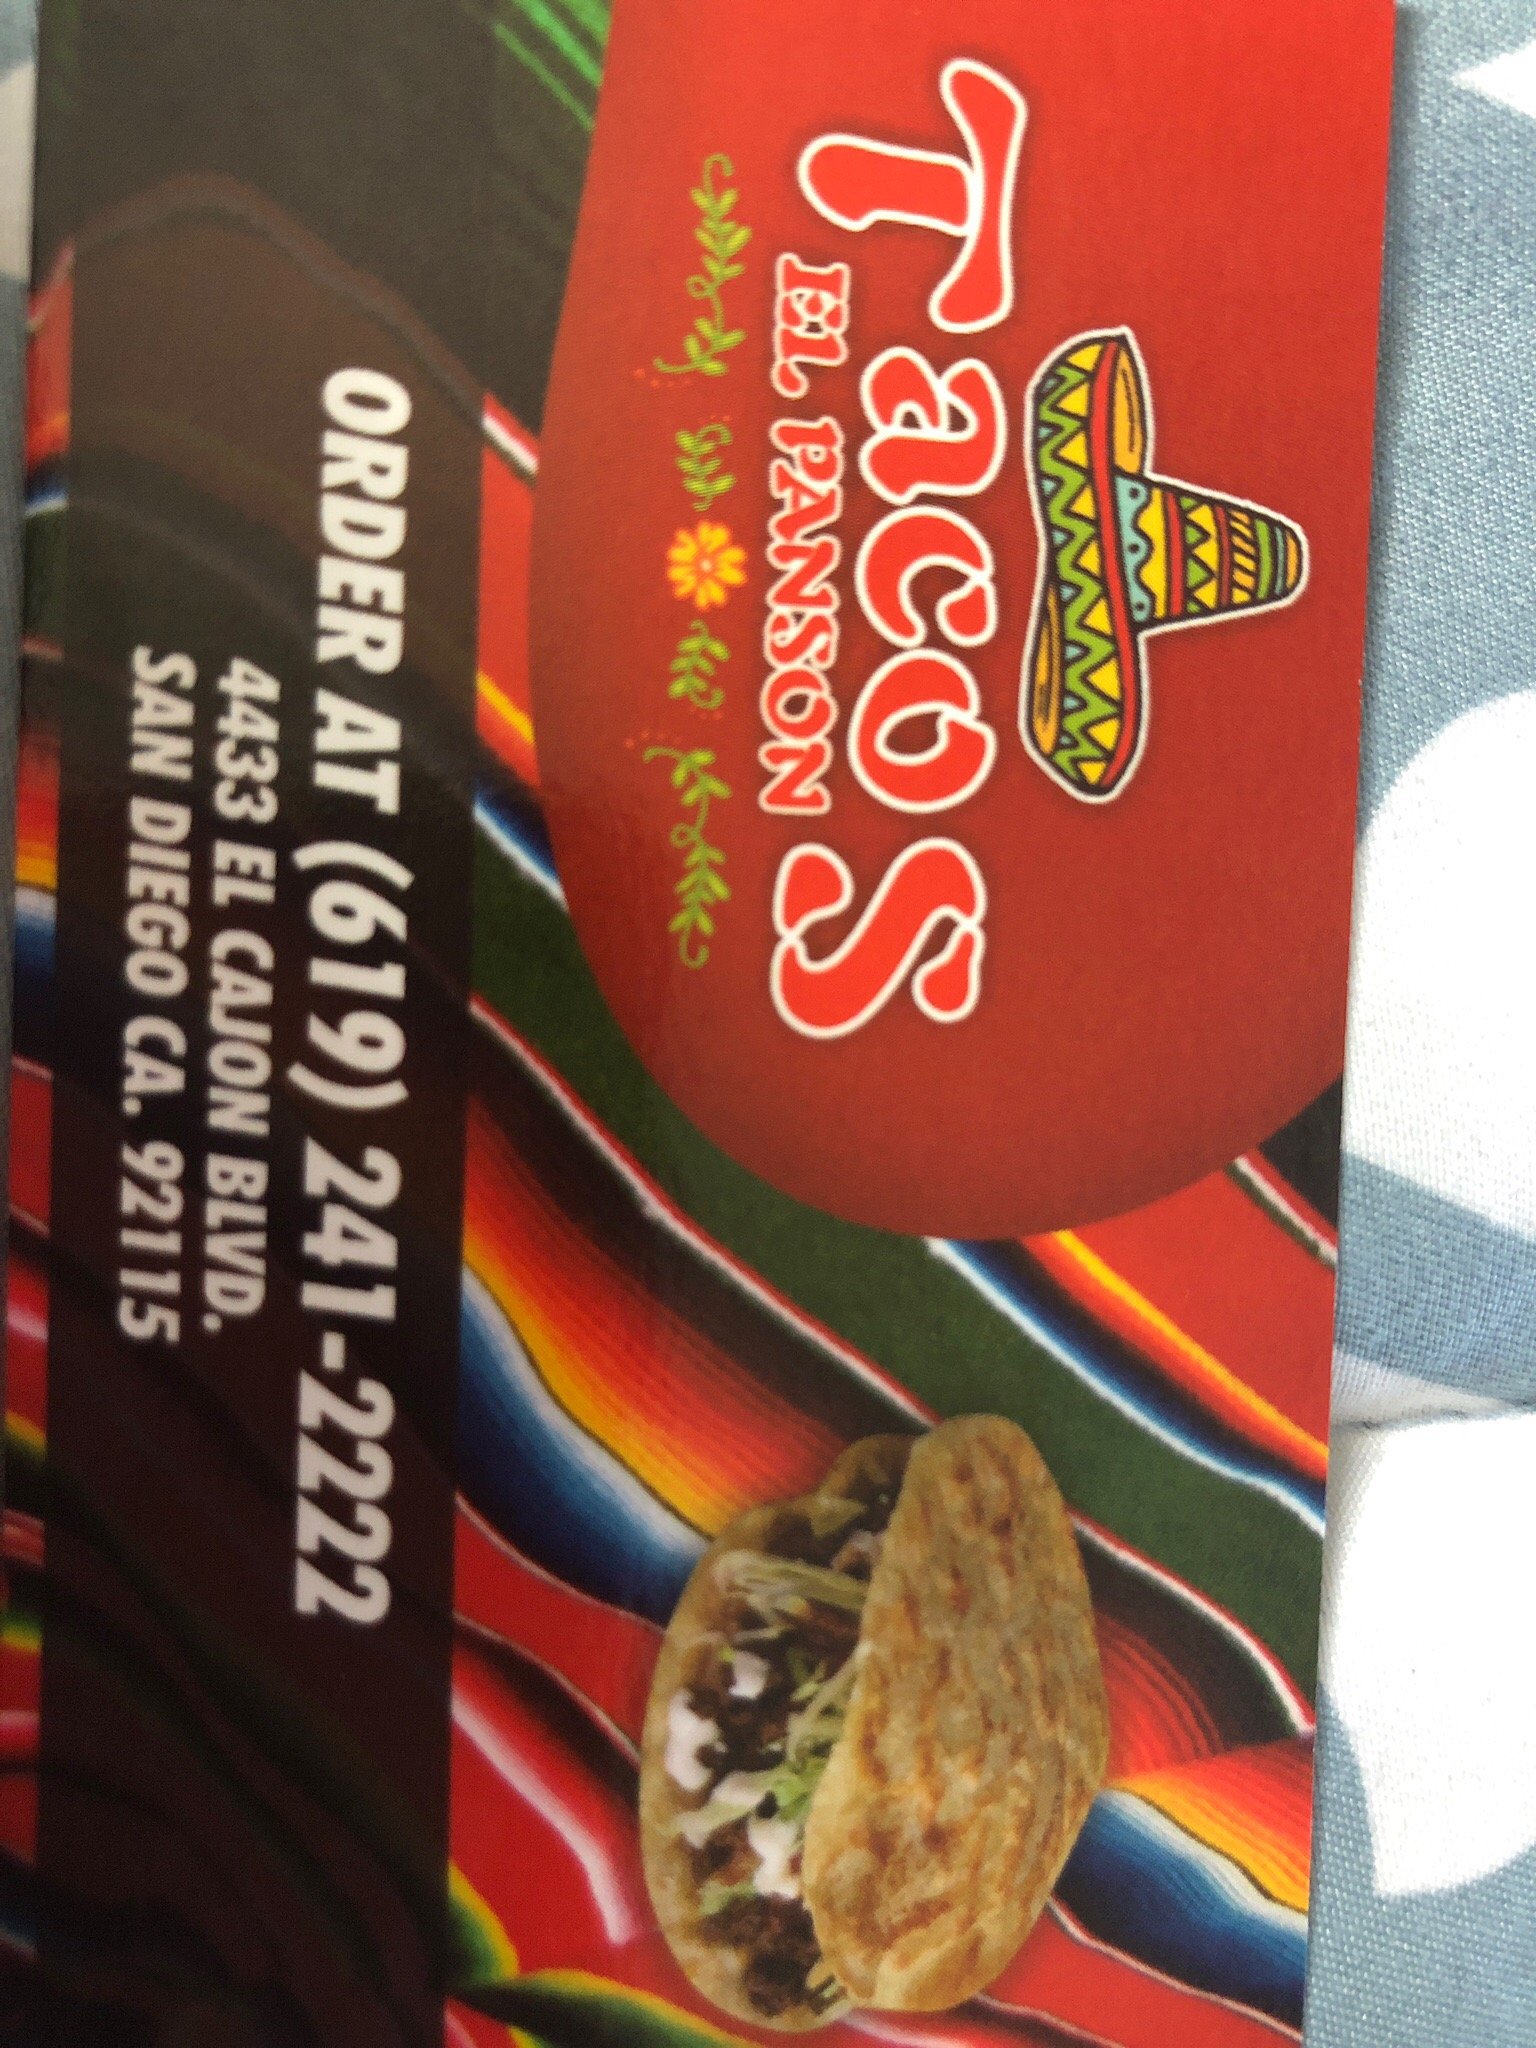 Tacos
EL PANSON
ORDER AT (619) 241-2222
4433 EL CAJON BLVD.
SAN DIEGO CA. 92115